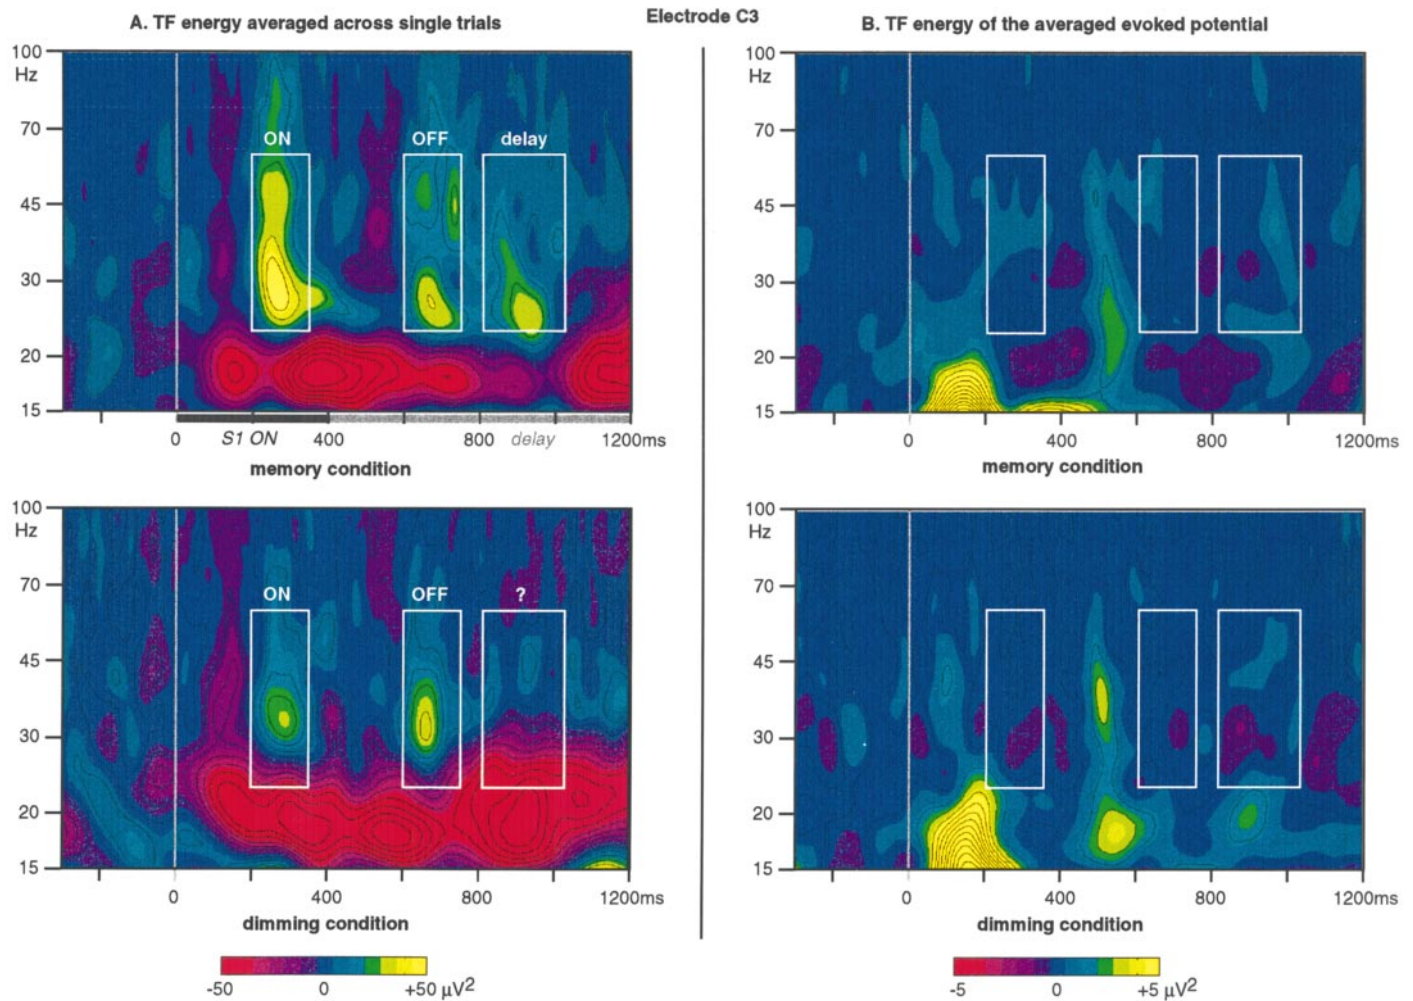 Electrode C3
A. TF energy averaged across single trials
100
Hz
70
45
30
20
15
ON
OFF
delay
0
S1 ON
400
800
delay
1200ms
memory condition
B. TF energy of the averaged evoked potential
100
Hz
70
45
30
20
15
0
400
800
1200ms
memory condition
100
Hz
70
45
30
20
15
ON
OFF
?
0
400
800
1200ms
dimming condition
-50
0
+50 µV²
100
Hz
70
45
30
20
15
0
400
800
1200ms
dimming condition
-5
0
+5 µV²